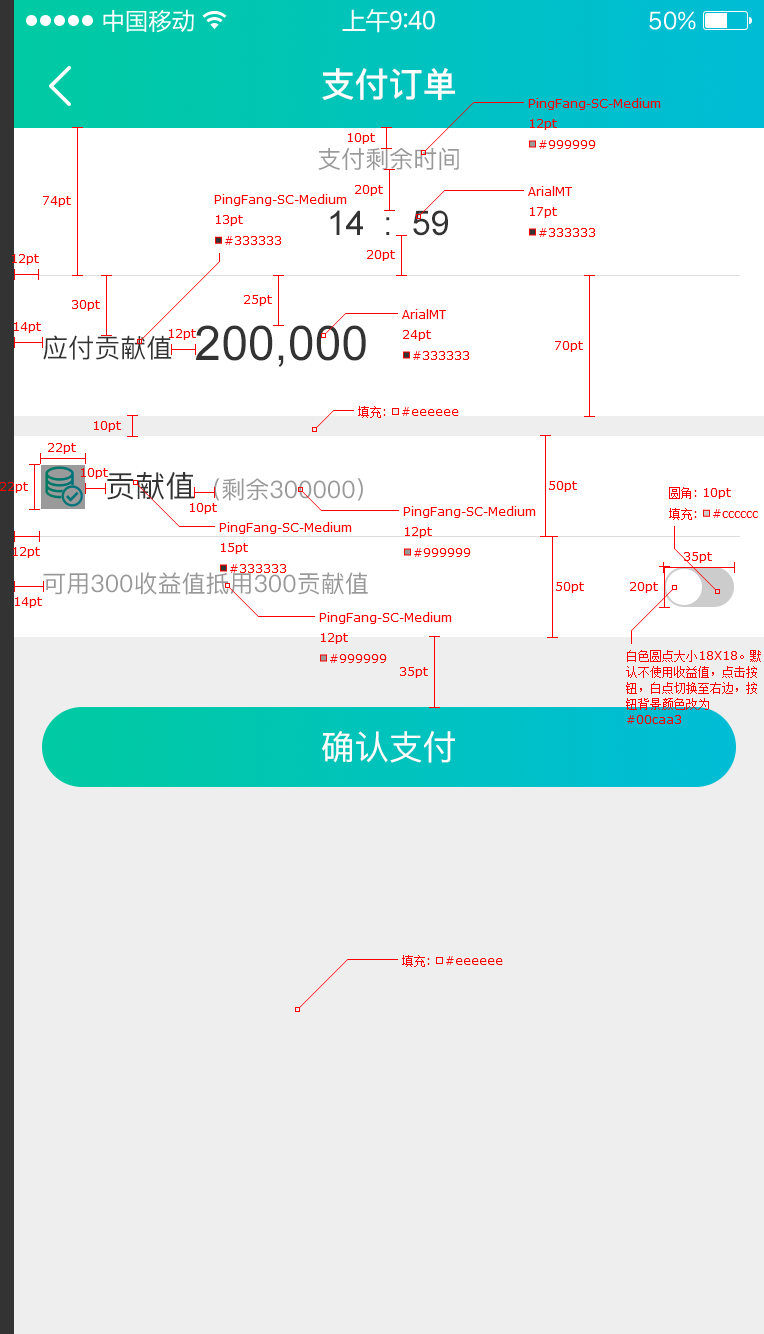 中国移动
上午9:40
50%
支付订单
PingFang-SC-Medium
12pt
#999999
10pt
支付剩余时间
20pt
74pt
PingFang-SC-Medium
13pt
#333333
14 : 59
ArialMT
17pt
#333333
20pt
12pt
30pt
25pt
14pt
应付贡献值
12pt
200,000
ArialMT
24pt
#333333
70pt
10pt
填充: #eeeeee
22pt
22pt
10pt
贡献值
10pt
(剩余300000)
50pt
圆角: 10pt
填充: #cccccc
PingFang-SC-Medium
12pt
#999999
PingFang-SC-Medium
15pt
#333333
12pt
14pt
可用300收益值抵用300贡献值
50pt
20pt
35pt
PingFang-SC-Medium
12pt
#999999
35pt
白色圆点大小18X18。默
认不使用收益值，点击按
钮，白点切换至右边，按
钮背景颜色改为
#00caa3
确认支付
填充: #eeeeee